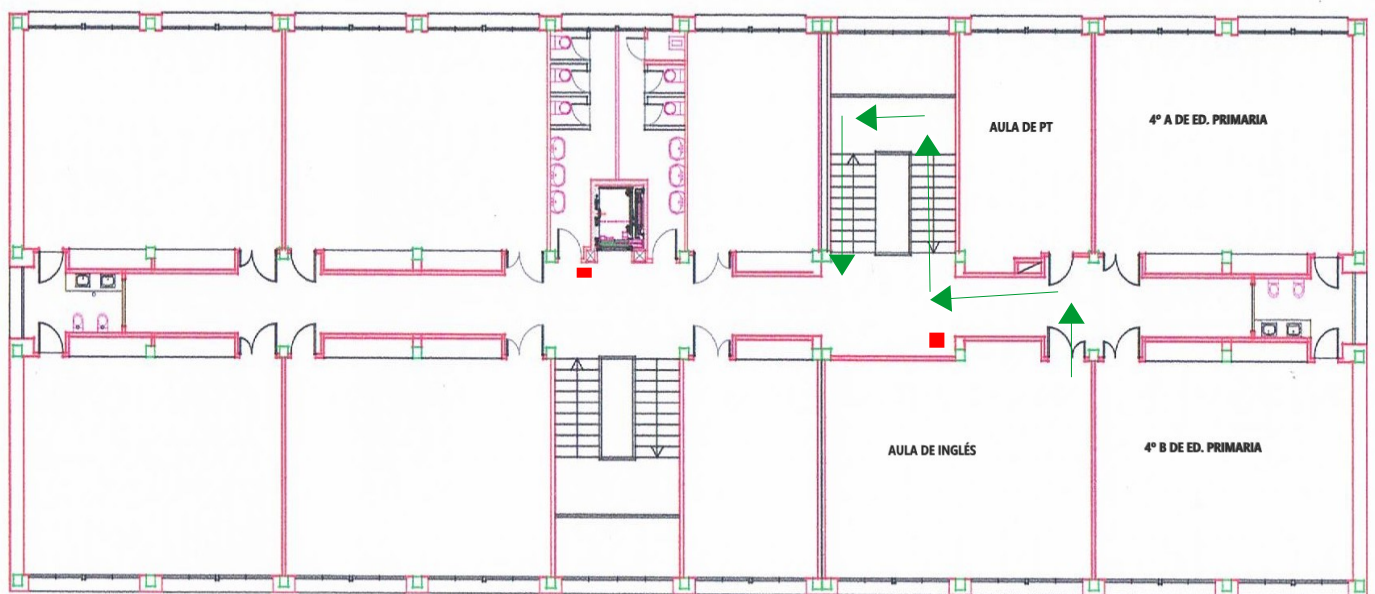 AULA DE PT
4º A DE ED. PRIMARIA
AULA DE INGLÉS
4º B DE ED. PRIMARIA